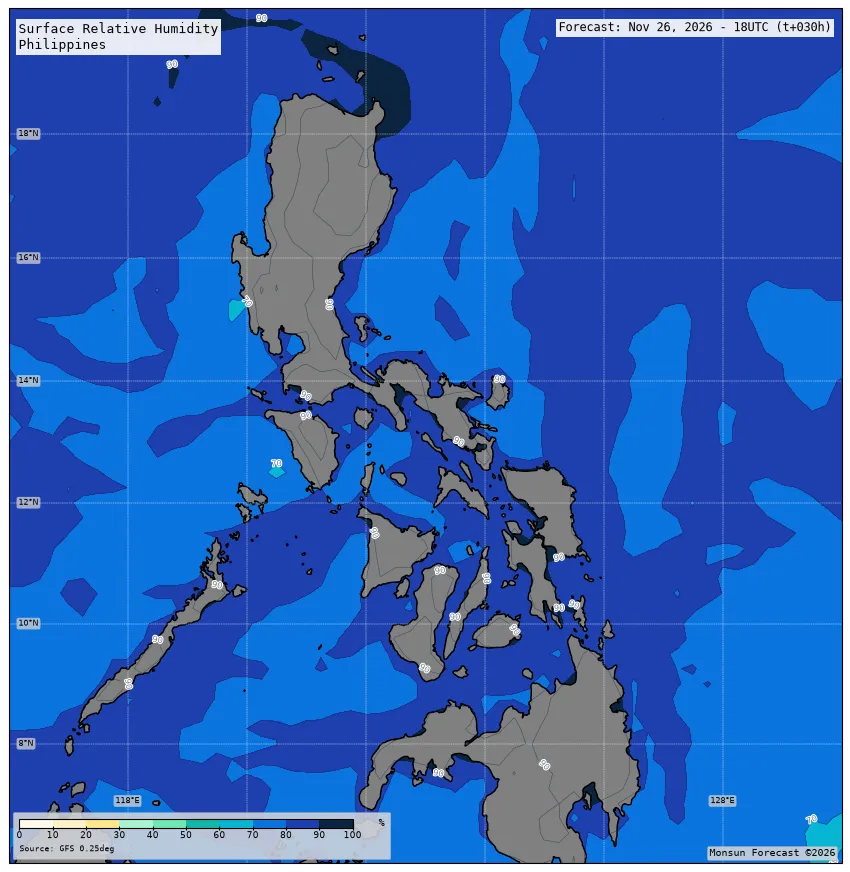 Surface Relative Humidity
Philippines
Forecast: Nov 26, 2026 - 18UTC (t+030h)
90
90
18°N
16°N
70
90
14°N
90
90
90
90
70
12°N
90
90
90
90
90
90
90
10°N
90
90
90
90
90
8°N
90
90
118°E
128°E
70
%
0 10 20 30 40 50 60 70 80 90 100
Source: GFS 0.25deg
Monsun Forecast ©2026